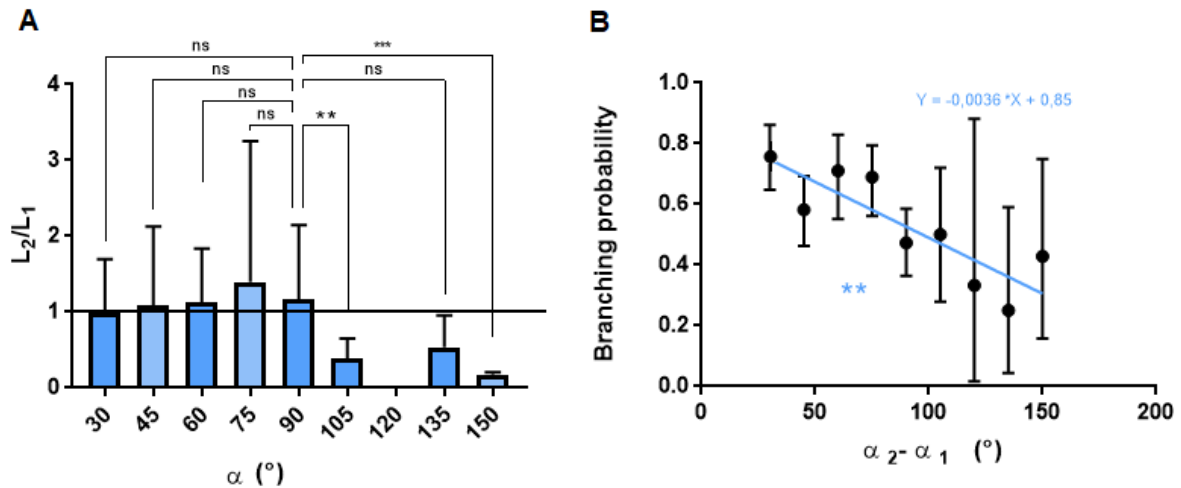 A
ns
***
ns
ns
ns
ns
**
4
3
2
1
0
L2/L1
30
45
60
75
90
105
120
135
150
α (°)
B
Y = -0,0036 *X + 0,85
1.0
0.8
0.6
0.4
0.2
0.0
Branching probability
**
0
50
100
150
200
α 2- α 1 (°)